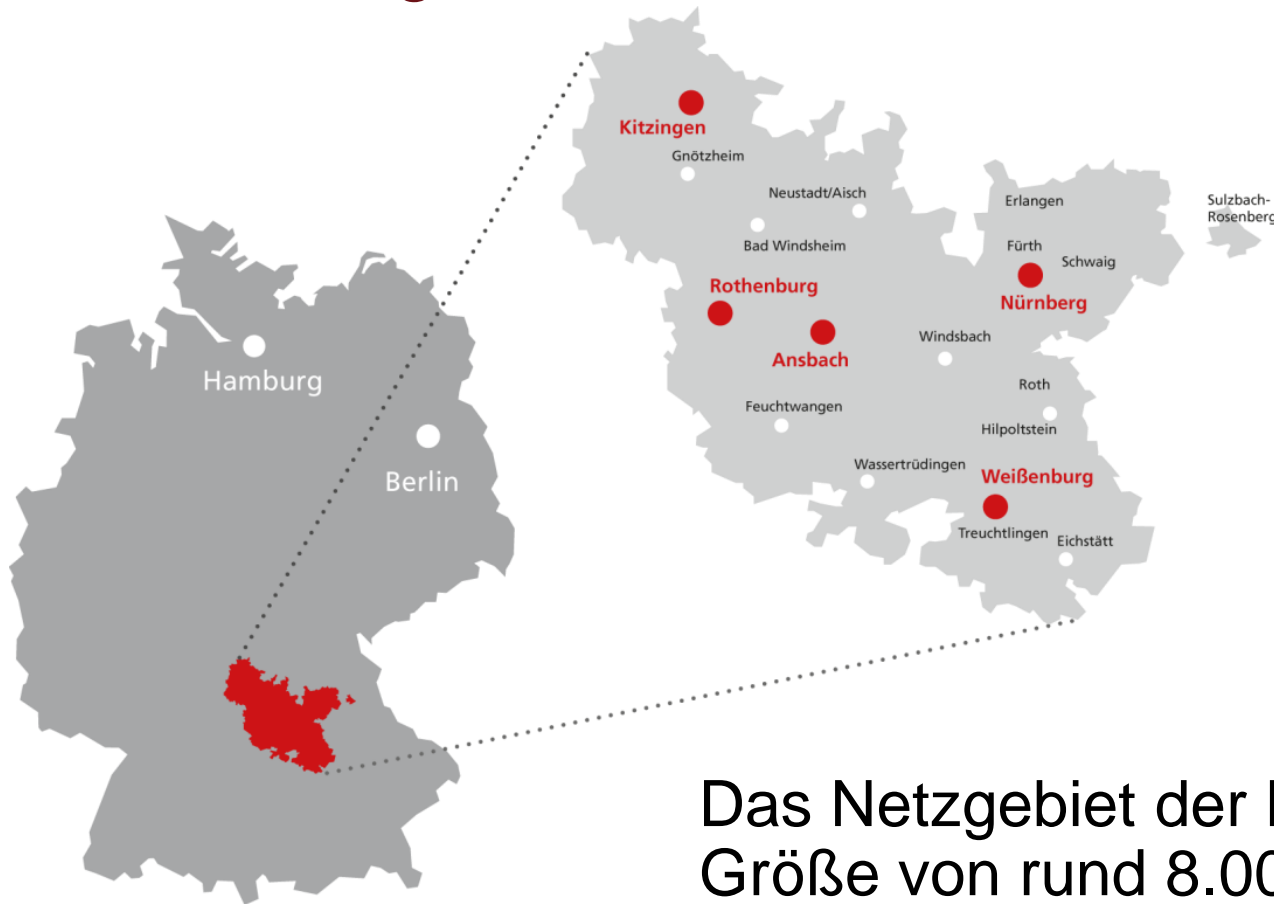 Kitzingen
Gnötzheim
Neustadt/Aisch
Erlangen
Sulzbach-
Rosenberg
Bad Windsheim
Fürth
Schwaig
Rothenburg
Nürnberg
Ansbach
Windsbach
Hamburg
Roth
Feuchtwangen
Hilpoltstein
Berlin
Wassertrüdingen
Weißenburg
Treuchtlingen
Eichstätt
Das Netzgebiet der
Größe von rund 8.00